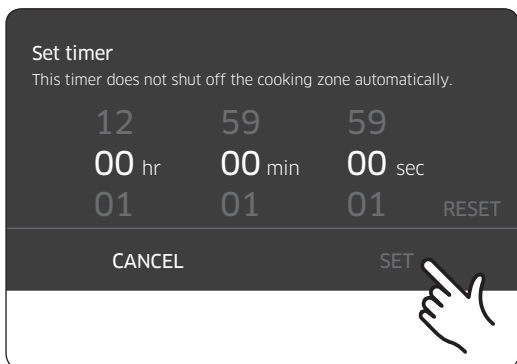 Set timer
This timer does not shut off the cooking zone automatically.
12 59 59
00 hr 00 min 00 sec
01 01 01 RESET
CANCEL SET